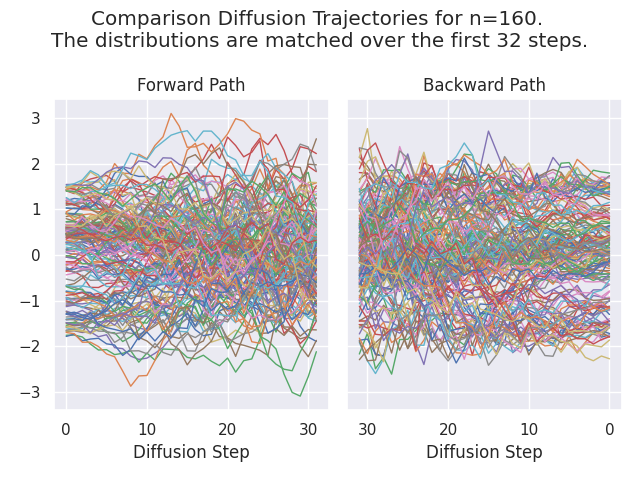 Comparison Diffusion Trajectories for n=160.
The distributions are matched over the first 32 steps.
Forward Path
Backward Path
3
2
1
0
−1
−2
−3
0 10 20 30
30 20 10 0
Diffusion Step
Diffusion Step